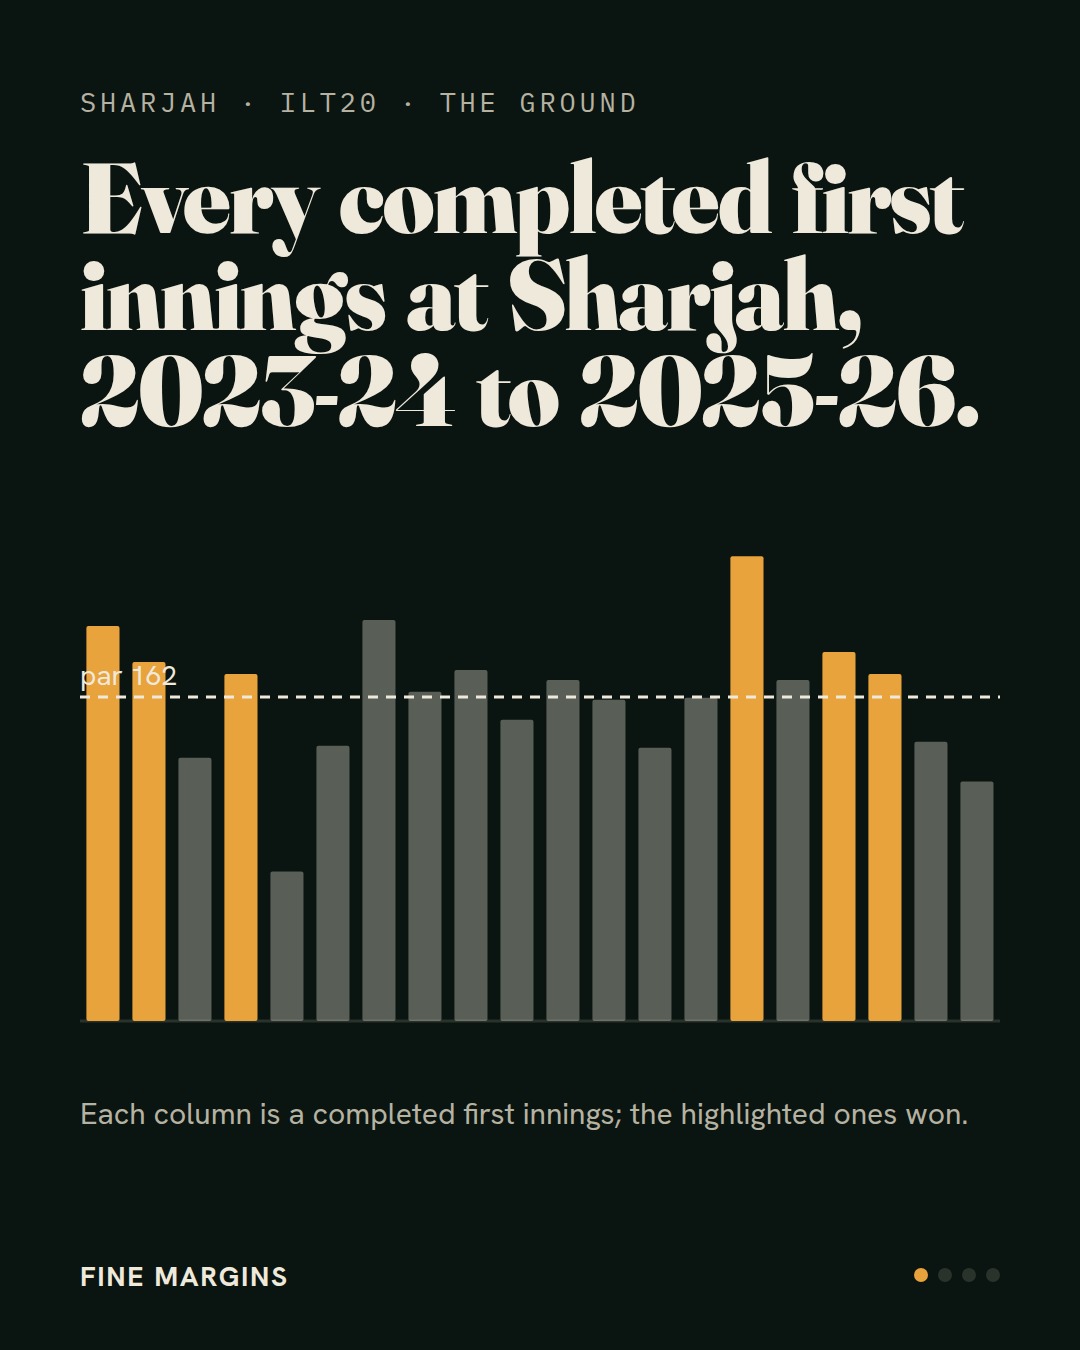 SHARJAH · ILT20 · THE GROUND
Every completed first
innings at Sharjah,
2023-24 to 2025-26.
par 162
Each column is a completed first innings; the highlighted ones won.
FINE MARGINS